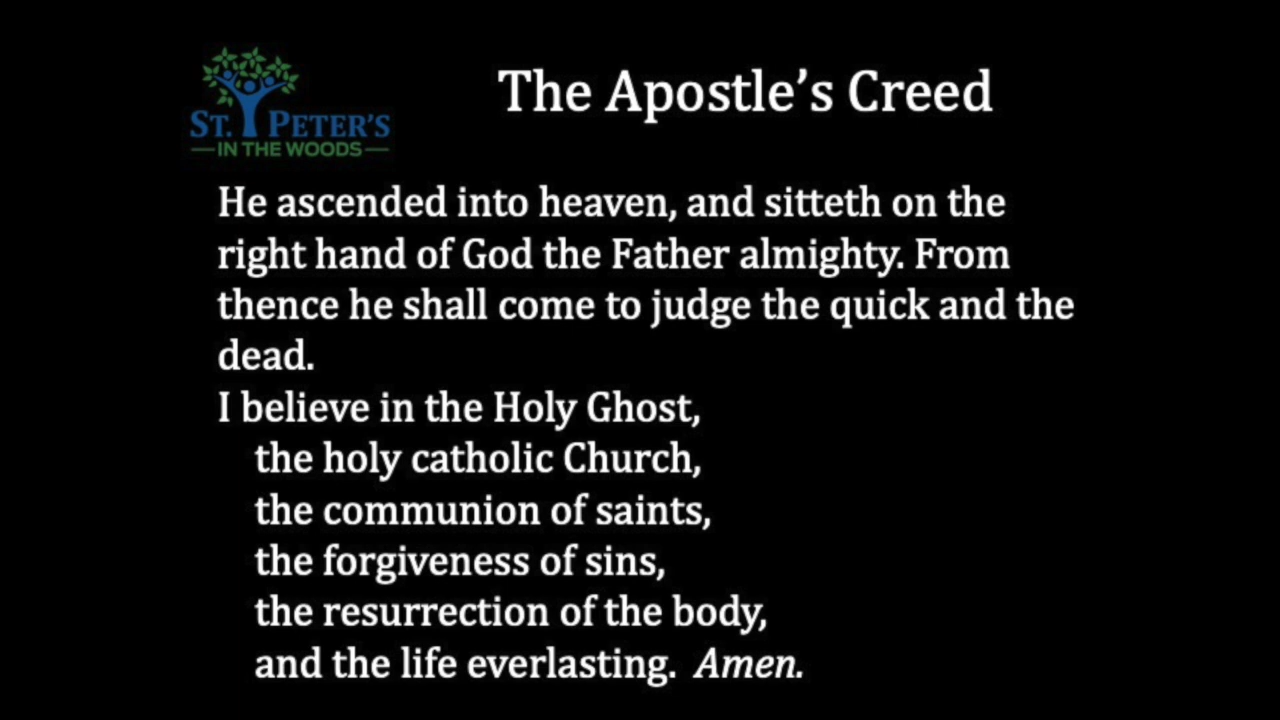 ST. PETER'S
IN THE WOODS
The Apostle’s Creed
He ascended into heaven, and sitteth on the
right hand of God the Father almighty. From
thence he shall come to judge the quick and the
dead.
I believe in the Holy Ghost,
the holy catholic Church,
the communion of saints,
the forgiveness of sins,
the resurrection of the body,
and the life everlasting. Amen.